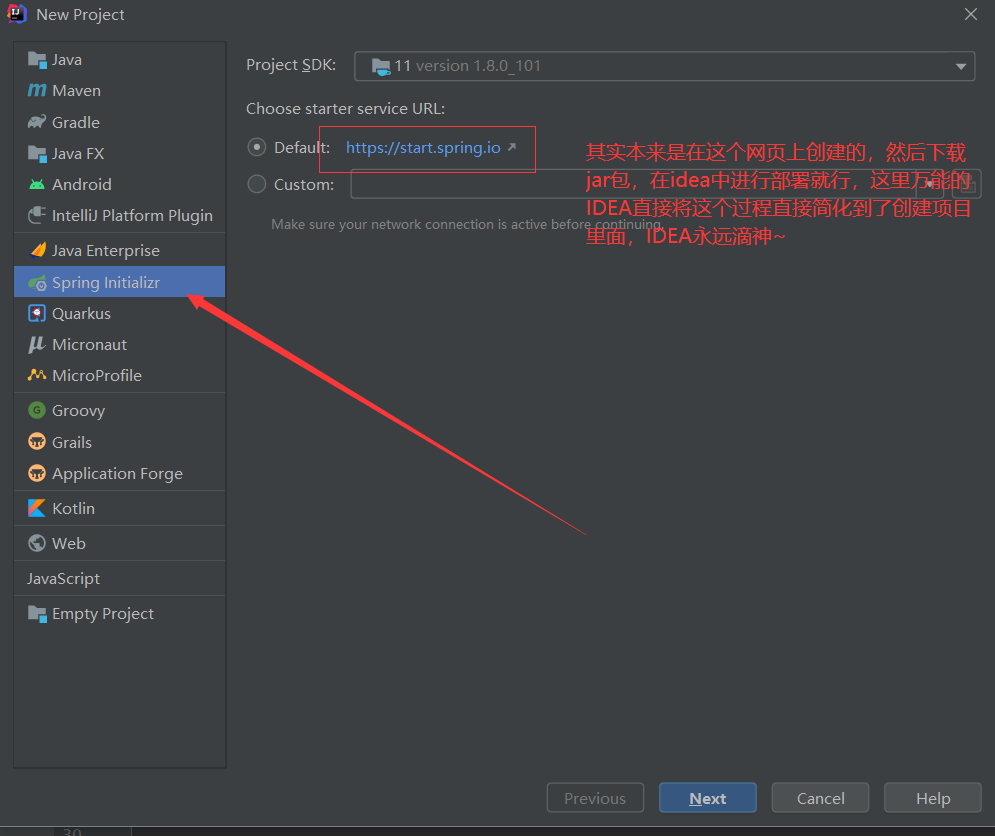 New Project
Java
Maven
Gradle
Java FX
Android
IntelliJ Platform Plugin
Java Enterprise
Spring Initializr
Quarkus
Micronaut
MicroProfile
Groovy
Grails
Application Forge
Kotlin
Web
JavaScript
Empty Project
Project SDK: 11 version 1.8.0_101
Choose starter service URL:
Default: https://start.spring.io
Custom:
Make sure your network connection is active before continuing.
其实本来是在这个网页上创建的，然后下载
jar包，在idea中进行部署就行，这里万能的
IDEA直接将这个过程直接简化到了创建项目
里面，IDEA永远滴神~
Previous Next Cancel Help
30